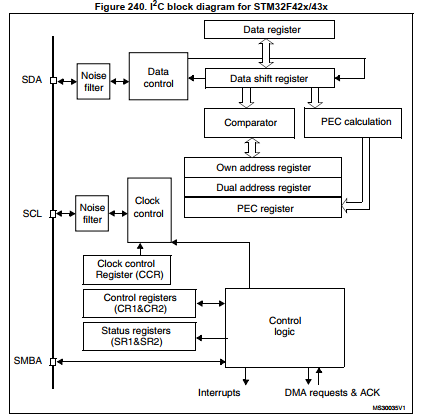 Figure 240. I2C block diagram for STM32F42x/43x
Data register
SDA
Noise
filter
Data
control
Data shift register
Comparator
PEC calculation
Own address register
Dual address register
PEC register
SCL
Noise
filter
Clock
control
Clock control
Register (CCR)
Control registers
(CR1&CR2)
Status registers
(SR1&SR2)
Control
logic
SMBA
Interrupts
DMA requests & ACK
MS30035V1